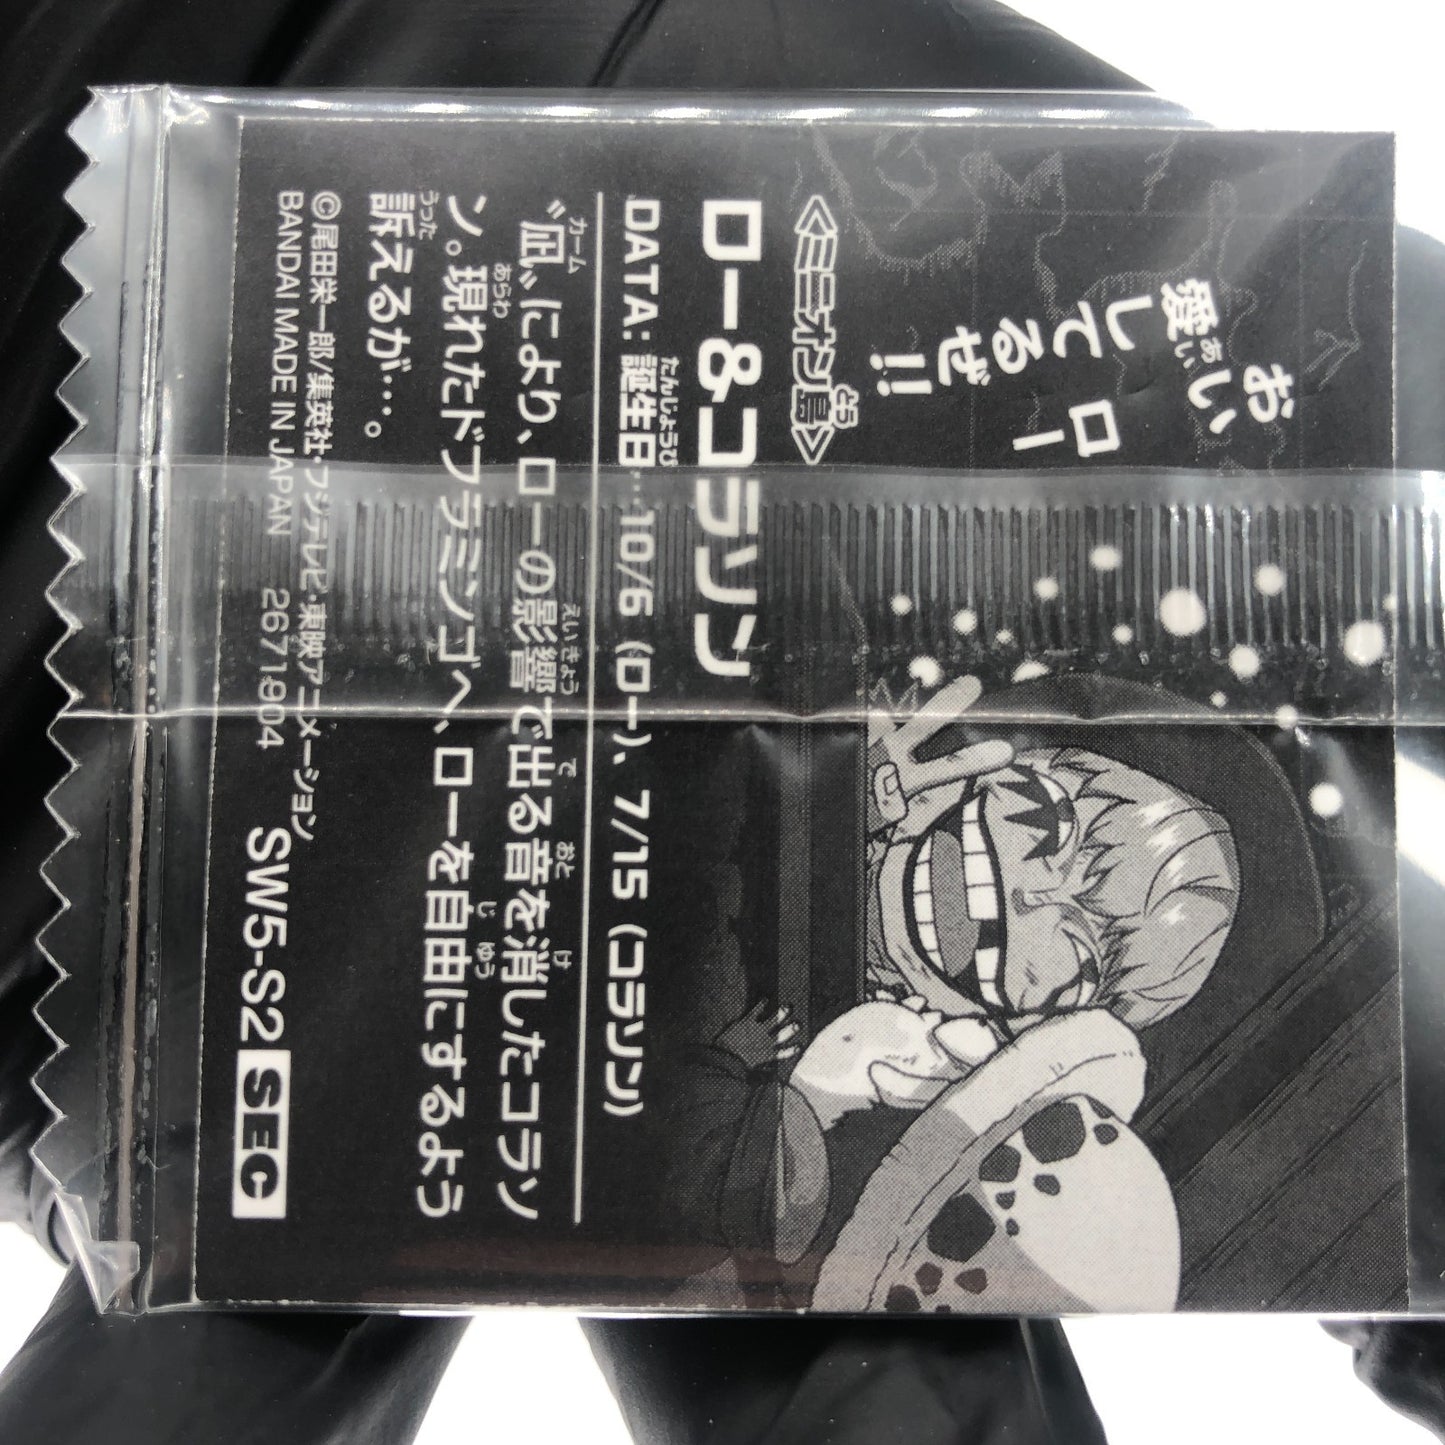 おい
愛してるぜ!!
ロー
<ミニオン島>
ロー&コラソン
DATA:誕生日…10/6（ロー）、7/15（コラソン）
“凪”により、ローの影響で出る音を消したコラソ
ン。現れたドフラミンゴへ、ローを自由にするよう
訴えるが…。
©尾田栄一郎/集英社・フジテレビ・東映アニメーション
BANDAI MADE IN JAPAN 2671904 SW5-S2 SEC